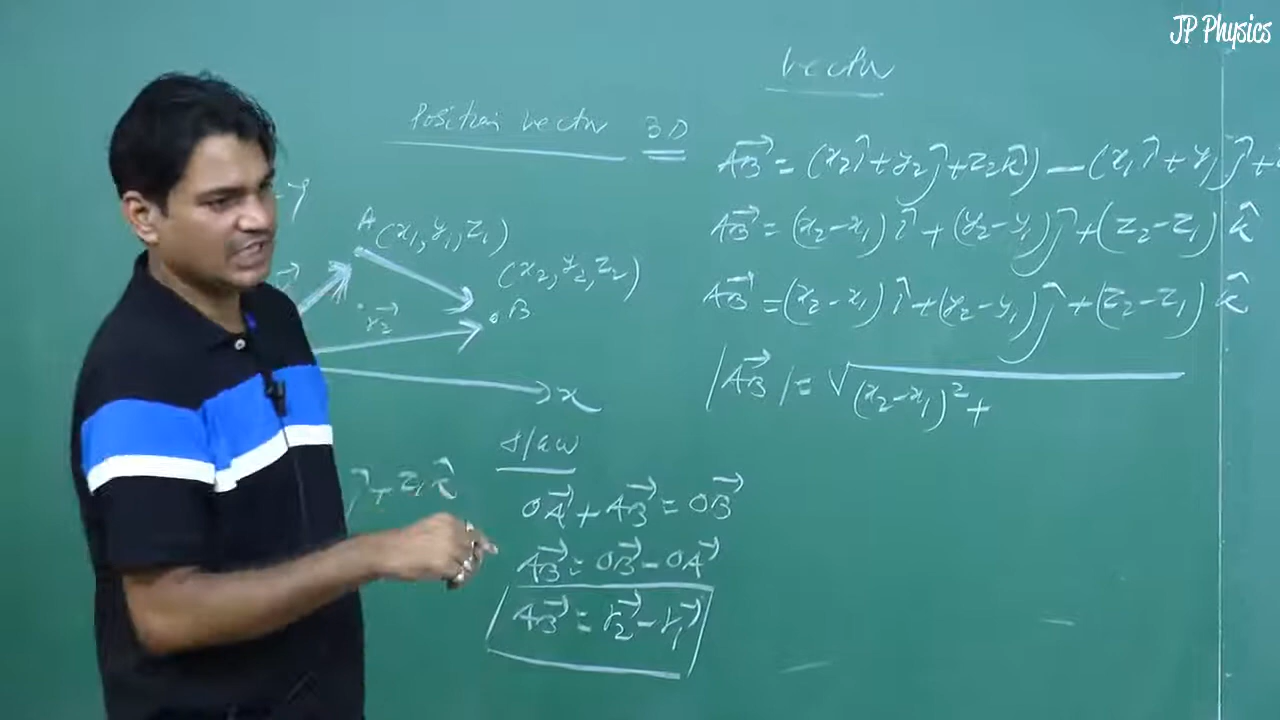 JP Physics
Vector
Position vector 3D
Y
A(x₁, y₁, z₁)
(x₂, y₂, z₂)
B
r₂⃗
x
ĵ + z₁k̂
Δ law
OA⃗ + AB⃗ = OB⃗
AB⃗ = OB⃗ - OA⃗
AB⃗ = r₂⃗ - r₁⃗
AB⃗ = (x₂î + y₂ĵ + z₂k̂) - (x₁î + y₁ĵ +
AB⃗ = (x₂-x₁)î + (y₂-y₁)ĵ + (z₂-z₁)k̂
AB⃗ = (x₂-x₁)î + (y₂-y₁)ĵ + (z₂-z₁)k̂
|AB⃗| = √(x₂-x₁)² +